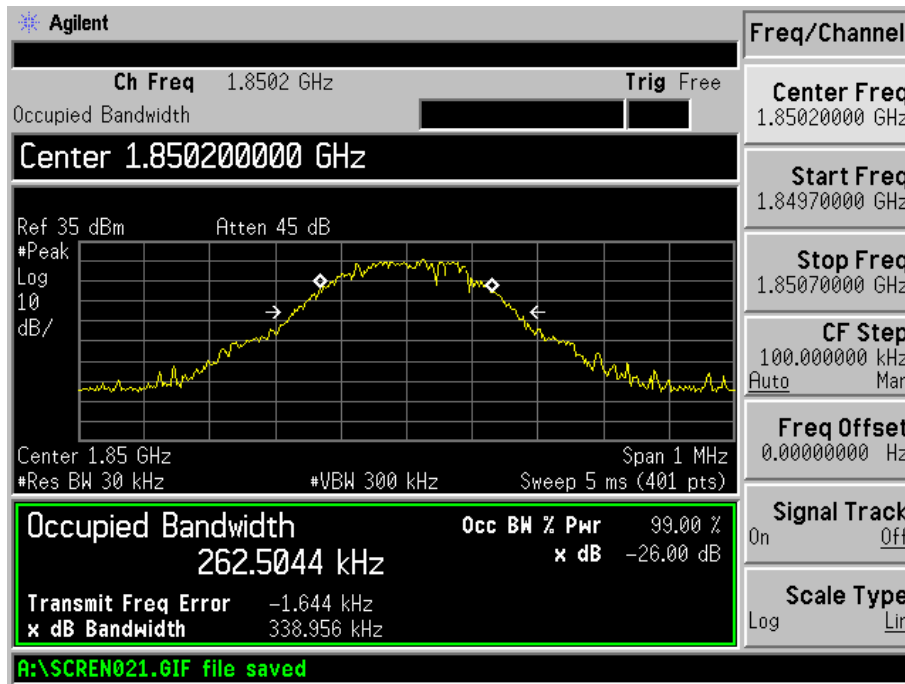 Agilent
Freq/Channel
Ch Freq 1.8502 GHz Trig Free
Occupied Bandwidth
Center 1.850200000 GHz
Ref 35 dBm Atten 45 dB
#Peak
Log
10
dB/
Center 1.85 GHz Span 1 MHz
#Res BW 30 kHz #VBW 300 kHz Sweep 5 ms (401 pts)
Occupied Bandwidth
262.5044 kHz
Occ BW % Pwr 99.00 %
x dB -26.00 dB
Transmit Freq Error -1.644 kHz
x dB Bandwidth 338.956 kHz
A:\SCREN021.GIF file saved
Center Freq
1.85020000 GHz
Start Freq
1.84970000 GHz
Stop Freq
1.85070000 GHz
CF Step
100.000000 kHz
Auto Man
Freq Offset
0.00000000 Hz
Signal Track
On Off
Scale Type
Log Lin